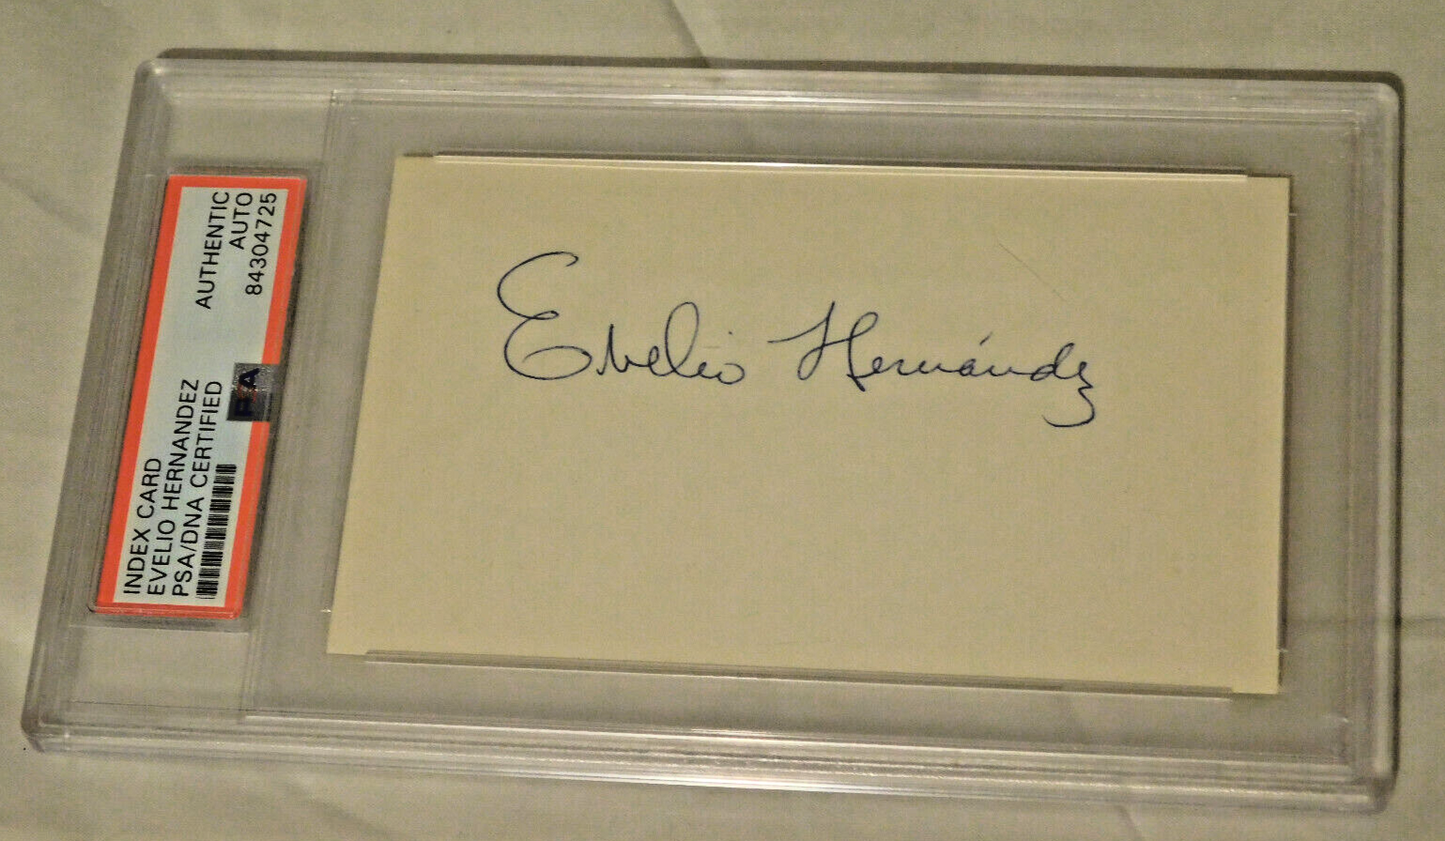 INDEX CARD
EVELIO HERNANDEZ
PSA/DNA CERTIFIED
AUTHENTIC
AUTO
84304725
PSA
Evelio Hernández